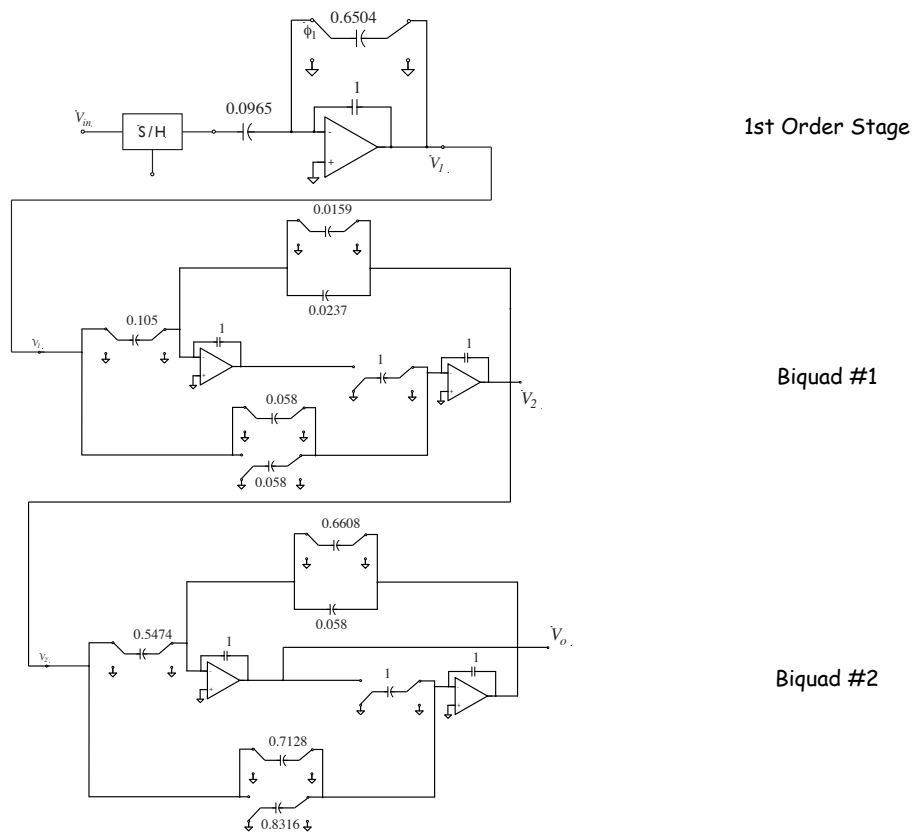 0.6504
ϕ1
1
0.0965
Vin.
S/H
-
+
V1.
1st Order Stage
0.0159
0.0237
0.105
v1.
1
-
+
1
1
-
+
V2.
Biquad #1
0.058
0.058
0.6608
0.058
0.5474
v2.
1
-
+
Vo.
1
1
-
+
Biquad #2
0.7128
0.8316